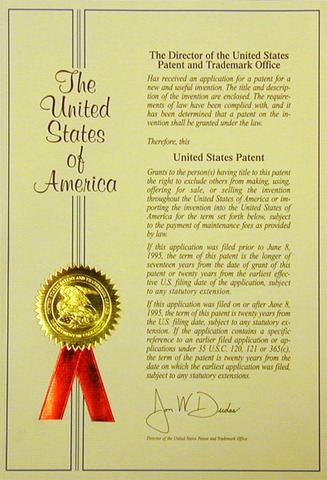 The
United
States
of
America
The Director of the United States
Patent and Trademark Office
Has received an application for a patent for a
new and useful invention. The title and descrip-
tion of the invention are enclosed. The require-
ments of law have been complied with, and it
has been determined that a patent on the in-
vention shall be granted under the law.
Therefore, this
United States Patent
Grants to the person(s) having title to this patent
the right to exclude others from making, using,
offering for sale, or selling the invention
throughout the United States of America or im-
porting the invention into the United States of
America for the term set forth below, subject
to the payment of maintenance fees as provided
by law.
If this application was filed prior to June 8,
1995, the term of this patent is the longer of
seventeen years from the date of grant of this
patent or twenty years from the earliest effec-
tive U.S. filing date of the application, subject
to any statutory extension.
If this application was filed on or after June 8,
1995, the term of this patent is twenty years from
the U.S. filing date, subject to any statutory ex-
tension. If the application contains a specific
reference to an earlier filed application or ap-
plications under 35 U.S.C. 120, 121 or 365(c),
the term of the patent is twenty years from the
date on which the earliest application was filed,
subject to any statutory extensions.
Jon W. Dudas
Director of the United States Patent and Trademark Office